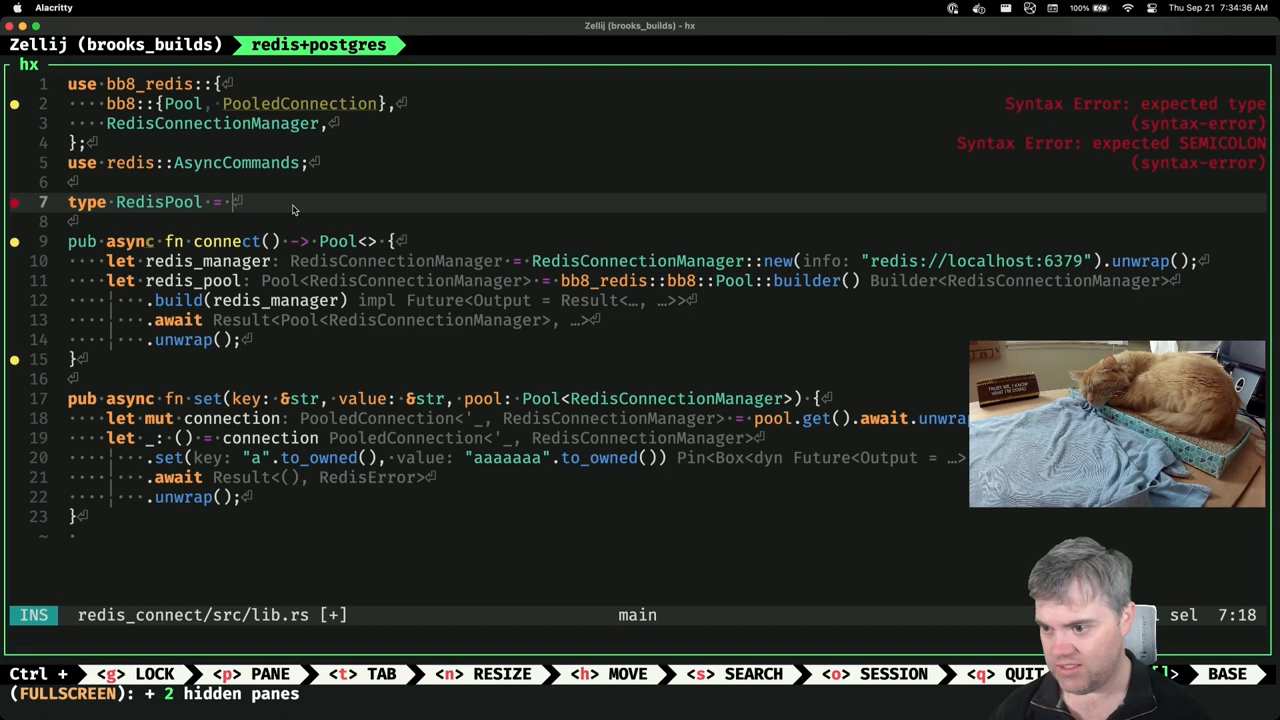 Alacritty 100% Thu Sep 21 7:34:36 AM
Zellij (brooks_builds) - hx
Zellij (brooks_builds) redis+postgres
hx
1 use·bb8_redis::{⏎
2 ····bb8::{Pool,·PooledConnection},⏎ Syntax Error: expected type
3 ····RedisConnectionManager,⏎ (syntax-error)
4 };⏎ Syntax Error: expected SEMICOLON
5 use·redis::AsyncCommands;⏎ (syntax-error)
6 ⏎
7 type·RedisPool·=·⏎
8 ⏎
9 pub·async·fn·connect()·->·Pool<>·{⏎
10 ····let·redis_manager: RedisConnectionManager·=·RedisConnectionManager::new(info: "redis://localhost:6379").unwrap();⏎
11 ····let·redis_pool: Pool<RedisConnectionManager>·=·bb8_redis::bb8::Pool::builder() Builder<RedisConnectionManager>⏎
12 ····¦···.build(redis_manager) impl Future<Output = Result<…, …>>⏎
13 ····¦···.await Result<Pool<RedisConnectionManager>, …>⏎
14 ····¦···.unwrap();⏎
15 }⏎
16 ⏎
17 pub·async·fn·set(key:·&str,·value:·&str,·pool:·Pool<RedisConnectionManager>)·{⏎
18 ····let·mut·connection: PooledConnection<'_, RedisConnectionManager>·=·pool.get().await.unwra
19 ····let·_:·()·=·connection PooledConnection<'_, RedisConnectionManager>⏎
20 ····¦···.set(key: "a".to_owned(),·value: "aaaaaaa".to_owned()) Pin<Box<dyn Future<Output = …>
21 ····¦···.await Result<(), RedisError>⏎
22 ····¦···.unwrap();⏎
23 }⏎
~ ·
TRUST ME, I KNOW
WHAT I'M DOING
INS redis_connect/src/lib.rs [+] main sel 7:18
Ctrl + <g> LOCK <p> PANE <t> TAB <n> RESIZE <h> MOVE <s> SEARCH <o> SESSION <q> QUIT BASE
(FULLSCREEN): + 2 hidden panes